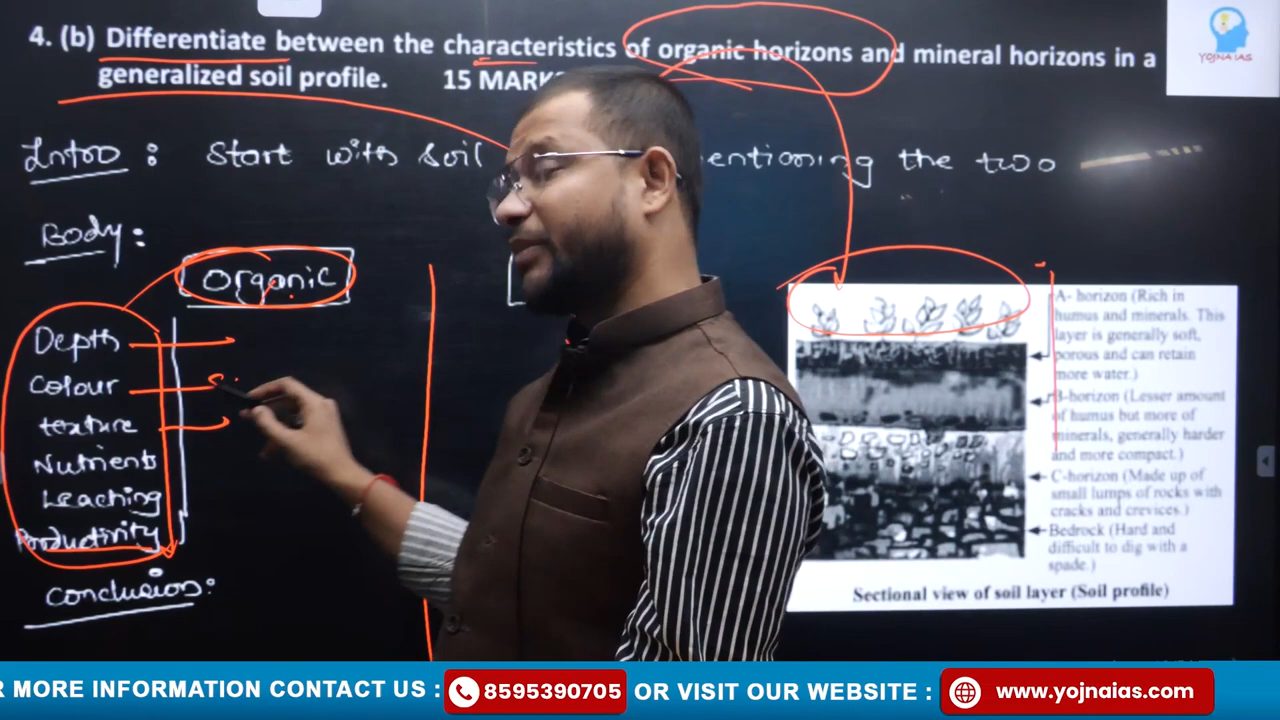 4. (b) Differentiate between the characteristics of organic horizons and mineral horizons in a
generalized soil profile. 15 MARK
YOJNA IAS
Intro : Start with Soil entioning the two
Body:
Organic
Depth
Colour
texture
Nutrients
Leaching
Productivity
Conclusion:
A- horizon (Rich in
humus and minerals. This
layer is generally soft,
porous and can retain
more water.)
B-horizon (Lesser amount
of humus but more of
minerals, generally harder
and more compact.)
C-horizon (Made up of
small lumps of rocks with
cracks and crevices.)
Bedrock (Hard and
difficult to dig with a
spade.)
Sectional view of soil layer (Soil profile)
R MORE INFORMATION CONTACT US : 8595390705 OR VISIT OUR WEBSITE : www.yojnaias.com